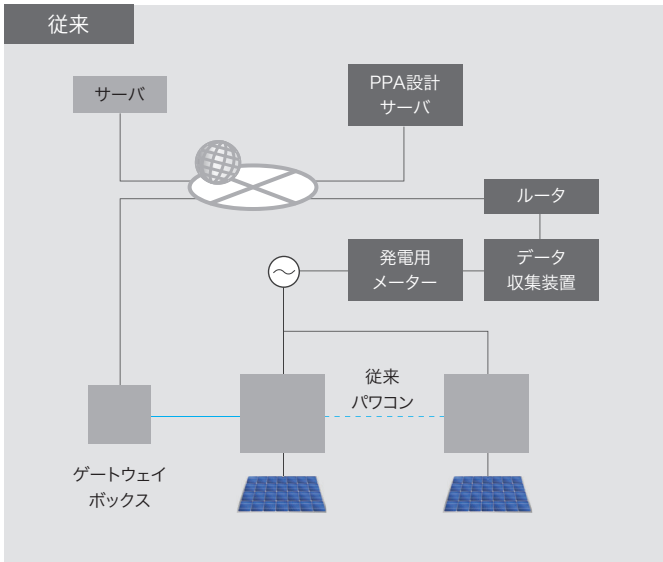 従来
サーバ
PPA設計
サーバ
ルータ
発電用
メーター
データ
収集装置
従来
パワコン
ゲートウェイ
ボックス